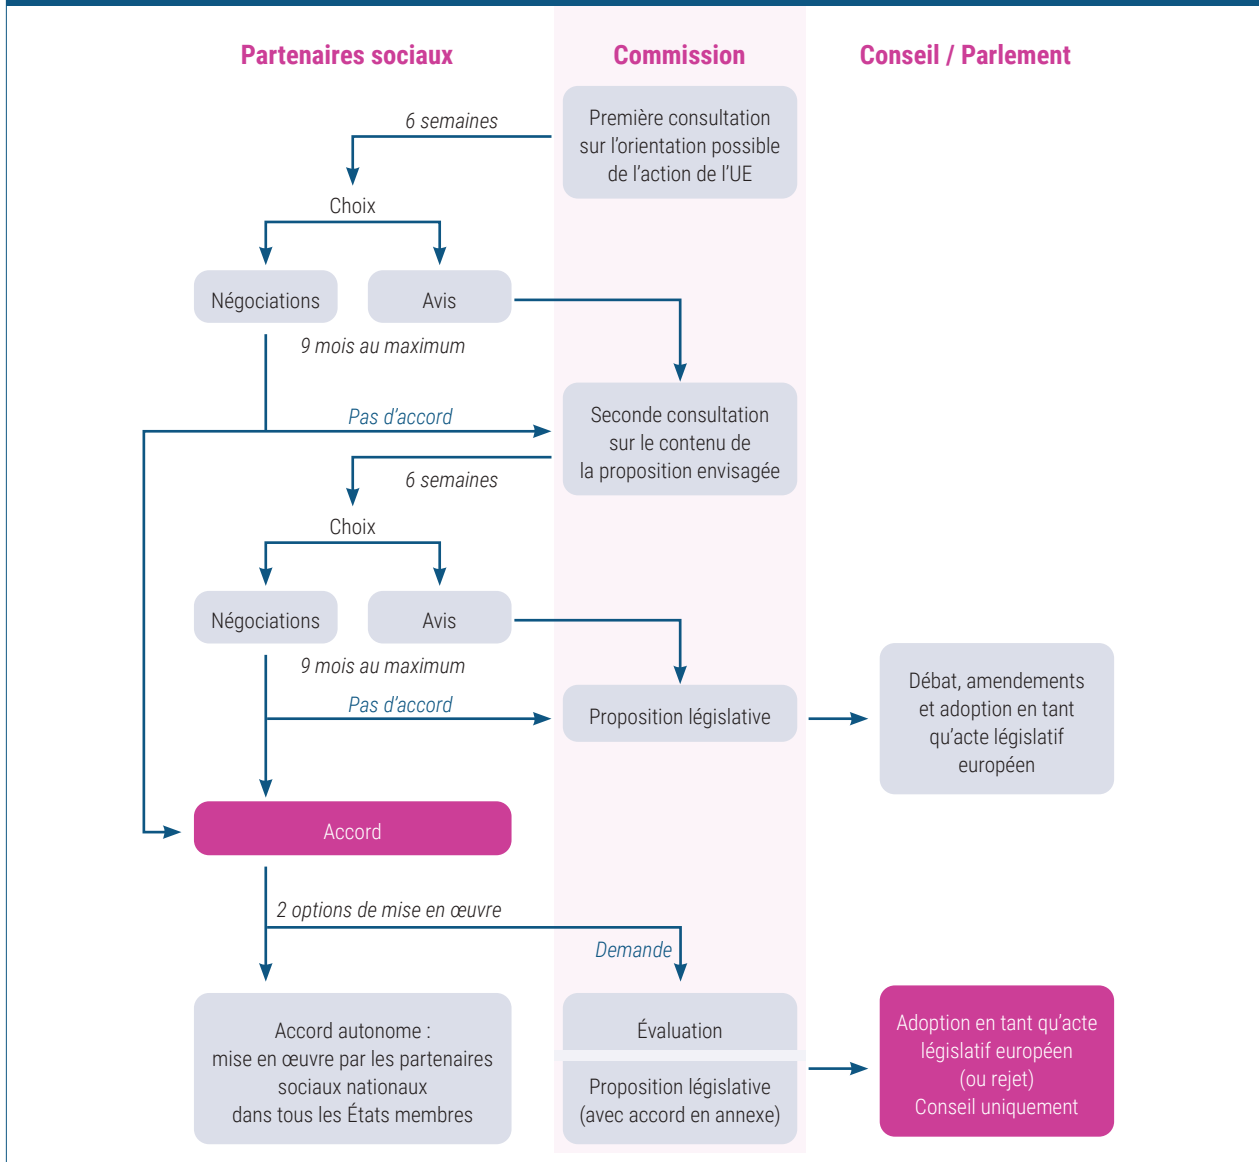 Partenaires sociaux
Commission
Conseil / Parlement
6 semaines
Première consultation
sur l’orientation possible
de l’action de l’UE
Choix
Négociations
Avis
9 mois au maximum
Pas d’accord
Seconde consultation
sur le contenu de
la proposition envisagée
6 semaines
Choix
Négociations
Avis
9 mois au maximum
Pas d’accord
Proposition législative
Débat, amendements
et adoption en tant
qu’acte législatif
européen
Accord
2 options de mise en œuvre
Demande
Accord autonome :
mise en œuvre par les partenaires
sociaux nationaux
dans tous les États membres
Évaluation
Proposition législative
(avec accord en annexe)
Adoption en tant qu’acte
législatif européen
(ou rejet)
Conseil uniquement